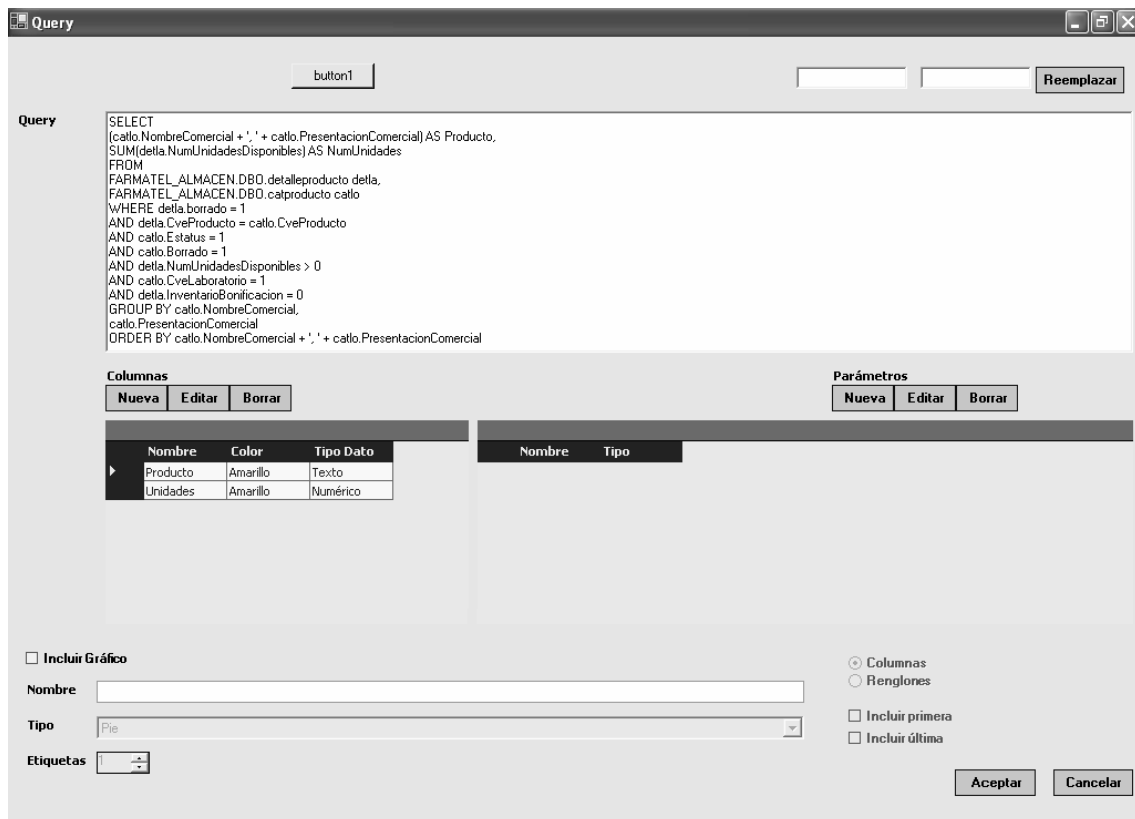 Query
button1
Reemplazar
Query
SELECT
(catlo.NombreComercial + ', ' + catlo.PresentacionComercial) AS Producto,
SUM(detla.NumUnidadesDisponibles) AS NumUnidades
FROM
FARMATEL_ALMACEN.DBO.detalleproducto detla,
FARMATEL_ALMACEN.DBO.catproducto catlo
WHERE detla.borrado = 1
AND detla.CveProducto = catlo.CveProducto
AND catlo.Estatus = 1
AND catlo.Borrado = 1
AND detla.NumUnidadesDisponibles > 0
AND catlo.CveLaboratorio = 1
AND detla.InventarioBonificacion = 0
GROUP BY catlo.NombreComercial,
catlo.PresentacionComercial
ORDER BY catlo.NombreComercial + ', ' + catlo.PresentacionComercial
Columnas
Nueva Editar Borrar
Parámetros
Nueva Editar Borrar
Nombre Color Tipo Dato
Producto Amarillo Texto
Unidades Amarillo Numérico
Nombre Tipo
Incluir Gráfico
Nombre
Tipo Pie
Etiquetas 1
Columnas
Renglones
Incluir primera
Incluir última
Aceptar Cancelar